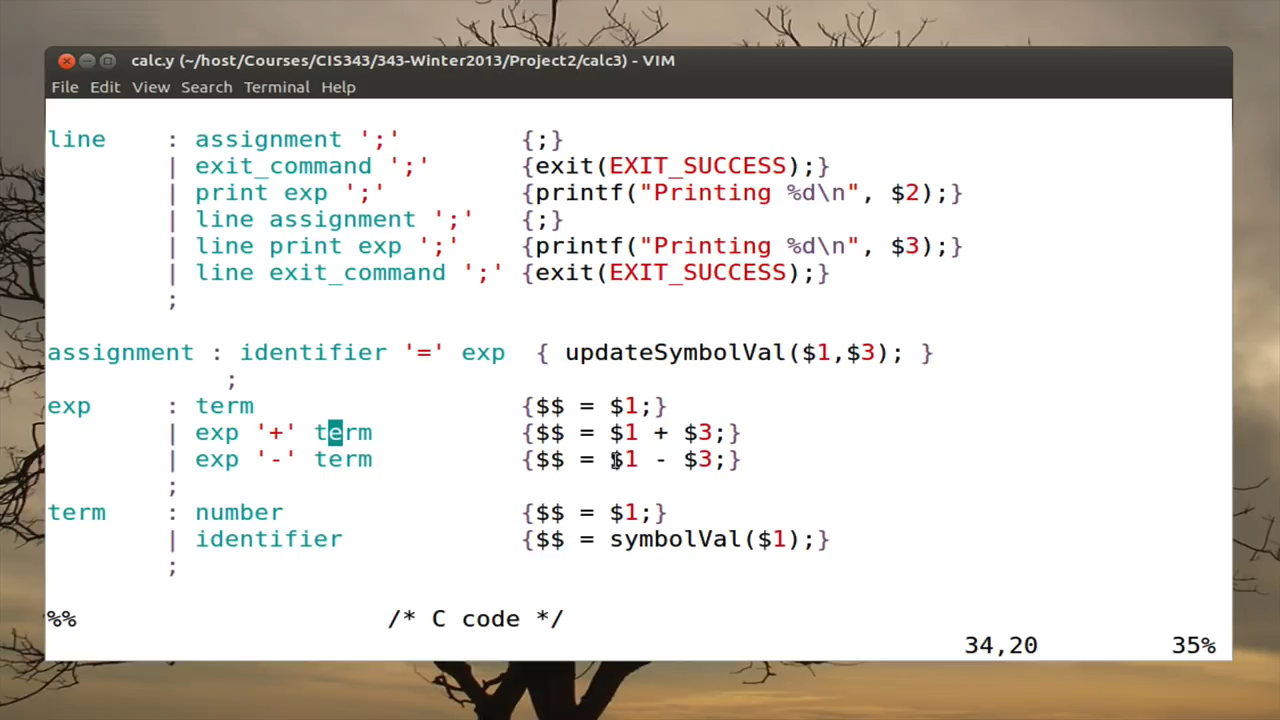 calc.y (~/host/Courses/CIS343/343-Winter2013/Project2/calc3) - VIM
File Edit View Search Terminal Help
line : assignment ';' {;}
| exit_command ';' {exit(EXIT_SUCCESS);}
| print exp ';' {printf("Printing %d\n", $2);}
| line assignment ';' {;}
| line print exp ';' {printf("Printing %d\n", $3);}
| line exit_command ';' {exit(EXIT_SUCCESS);}
;
assignment : identifier '=' exp { updateSymbolVal($1,$3); }
;
exp : term {$$ = $1;}
| exp '+' term {$$ = $1 + $3;}
| exp '-' term {$$ = $1 - $3;}
;
term : number {$$ = $1;}
| identifier {$$ = symbolVal($1);}
;
%% /* C code */
34,20 35%